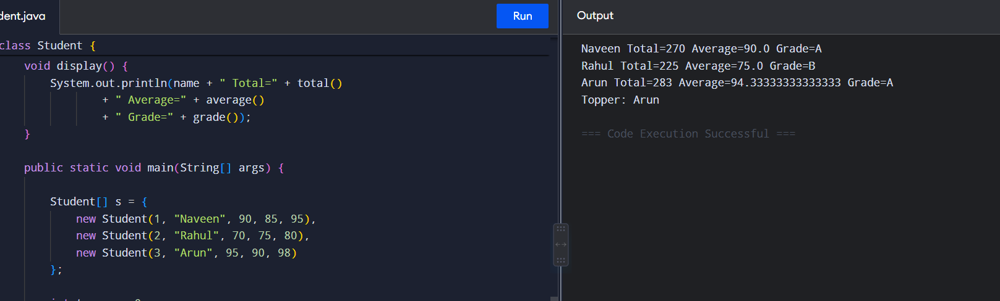 dent.java
Run
Output
class Student {
void display() {
System.out.println(name + " Total=" + total()
+ " Average=" + average()
+ " Grade=" + grade());
}
public static void main(String[] args) {
Student[] s = {
new Student(1, "Naveen", 90, 85, 95),
new Student(2, "Rahul", 70, 75, 80),
new Student(3, "Arun", 95, 90, 98)
};
Naveen Total=270 Average=90.0 Grade=A
Rahul Total=225 Average=75.0 Grade=B
Arun Total=283 Average=94.33333333333333 Grade=A
Topper: Arun
=== Code Execution Successful ===